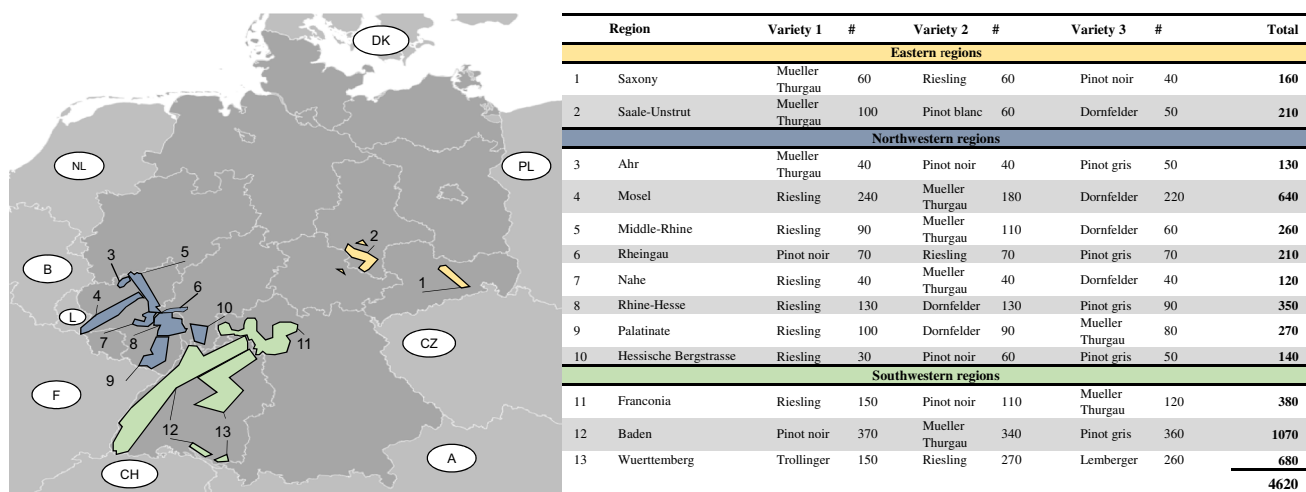 DK
NL
PL
B
L
F
CZ
CH
A
1
2
3
4
5
6
7
8
9
10
11
12
13
Region Variety 1 # Variety 2 # Variety 3 # Total
Eastern regions
1 Saxony Mueller Thurgau 60 Riesling 60 Pinot noir 40 160
2 Saale-Unstrut Mueller Thurgau 100 Pinot blanc 60 Dornfelder 50 210
Northwestern regions
3 Ahr Mueller Thurgau 40 Pinot noir 40 Pinot gris 50 130
4 Mosel Riesling 240 Mueller Thurgau 180 Dornfelder 220 640
5 Middle-Rhine Riesling 90 Mueller Thurgau 110 Dornfelder 60 260
6 Rheingau Pinot noir 70 Riesling 70 Pinot gris 70 210
7 Nahe Riesling 40 Mueller Thurgau 40 Dornfelder 40 120
8 Rhine-Hesse Riesling 130 Dornfelder 130 Pinot gris 90 350
9 Palatinate Riesling 100 Dornfelder 90 Mueller Thurgau 80 270
10 Hessische Bergstrasse Riesling 30 Pinot noir 60 Pinot gris 50 140
Southwestern regions
11 Franconia Riesling 150 Pinot noir 110 Mueller Thurgau 120 380
12 Baden Pinot noir 370 Mueller Thurgau 340 Pinot gris 360 1070
13 Wuerttemberg Trollinger 150 Riesling 270 Lemberger 260 680
4620